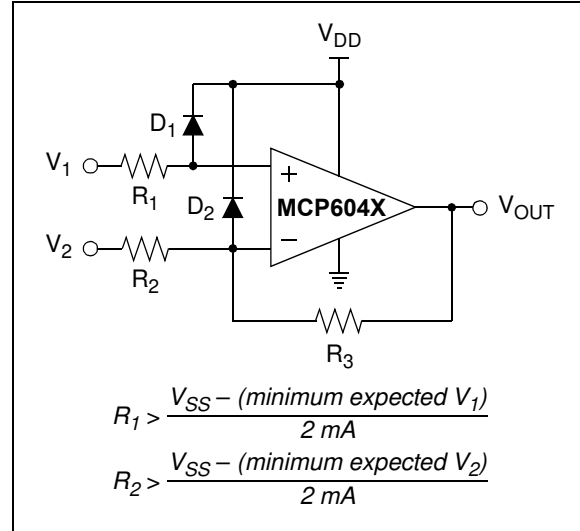 V_DD
D_1
V_1
R_1
+
MCP604X
V_OUT
D_2
V_2
–
R_2
R_3
R_1 > V_SS – (minimum expected V_1) / 2 mA
R_2 > V_SS – (minimum expected V_2) / 2 mA